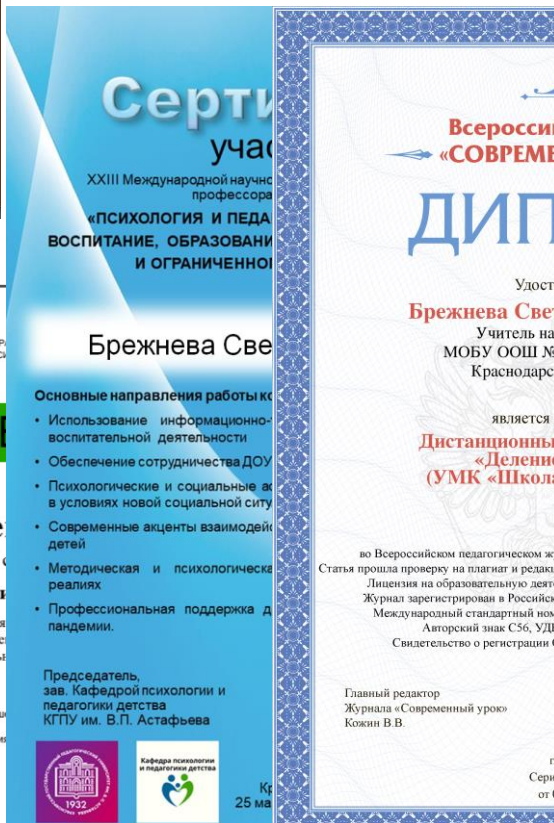 Серти
учас
XXIII Международной научно
профессора
«ПСИХОЛОГИЯ И ПЕДА
ВОСПИТАНИЕ, ОБРАЗОВАНИ
И ОГРАНИЧЕННО
Брежнева Све
Основные направления работы ко
• Использование информационно-
воспитательной деятельности
• Обеспечение сотрудничества ДОУ
• Психологические и социальные ас
в условиях новой социальной ситу
• Современные акценты взаимодейс
детей
• Методическая и психологическа
реалиях
• Профессиональная поддержка д
пандемии.
Председатель,
зав. Кафедрой психологии и
педагогики детства
КГПУ им. В.П. Астафьева
1932
Кафедра психологии
и педагогики детства
Кр
25 ма
Всеросси
«СОВРЕМЕ
ДИП
Удост
Брежнева Све
Учитель на
МОБУ ООШ №
Краснодарс
является
Дистанционны
«Деление
(УМК «Школа
во Всероссийском педагогическом ж
Статья прошла проверку на плагиат и редак
Лицензия на образовательную деят
Журнал зарегистрирован в Российск
Международный стандартный ном
Авторский знак С56, УДК
Свидетельство о регистрации
Главный редактор
Журнала «Современный урок»
Кожин В.В.
Сери
от